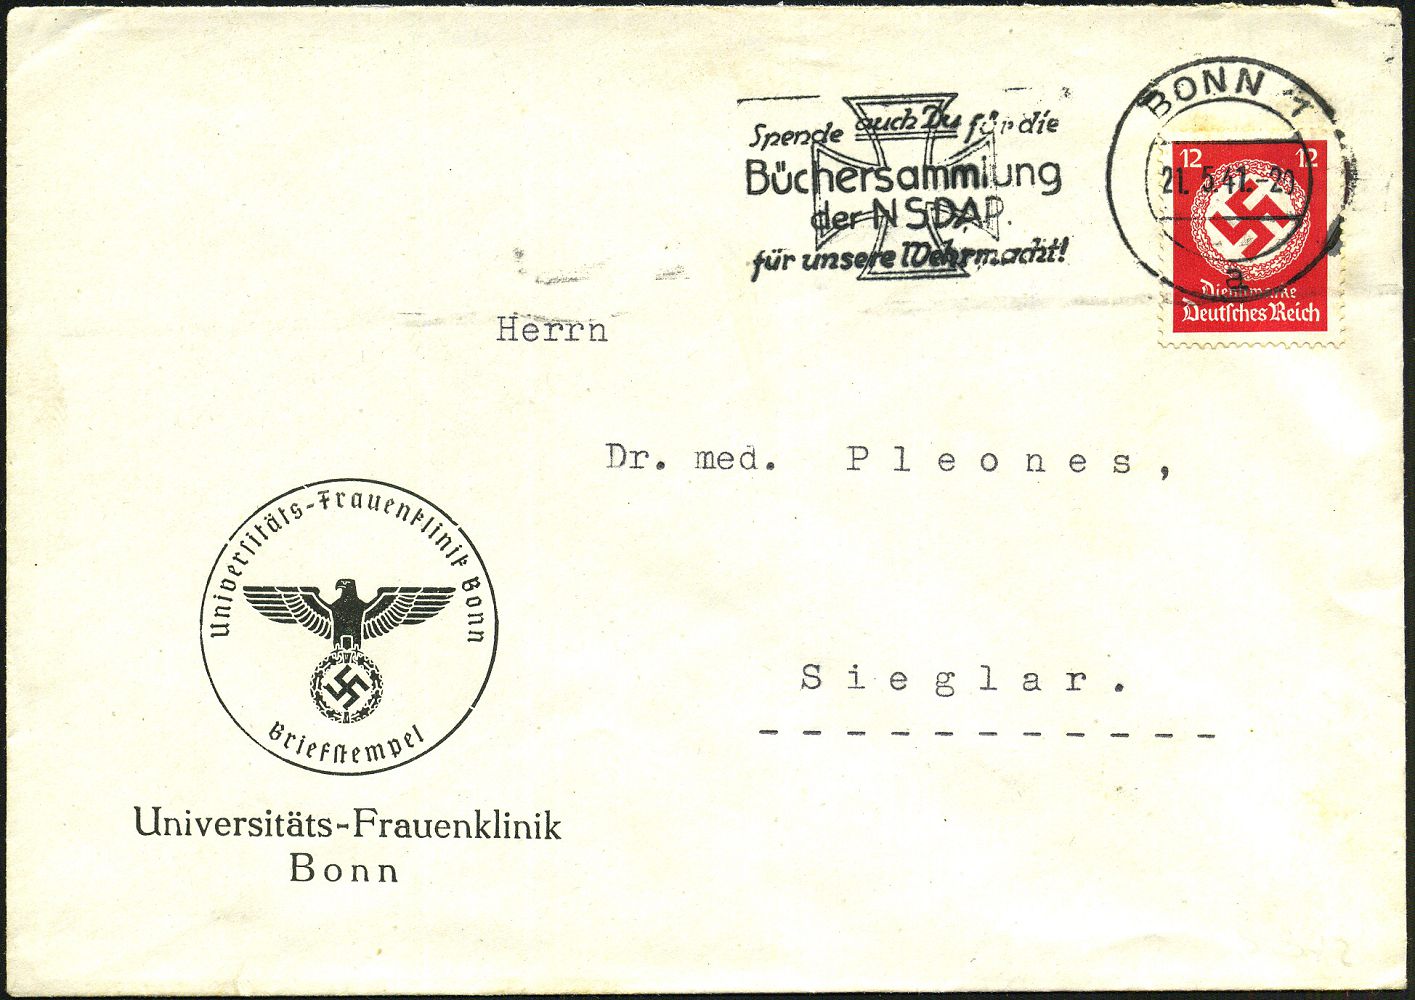 Spende auch Du für die
Büchersammlung
der NSDAP.
für unsere Wehrmacht!
BONN 1
21. 5. 41. -20
a
12 12
Dienstmarke
Deutsches Reich
Herrn
Dr. med. Pleones,
Sieglar.
Universitäts-Frauenklinik Bonn
Briefstempel
Universitäts-Frauenklinik
Bonn